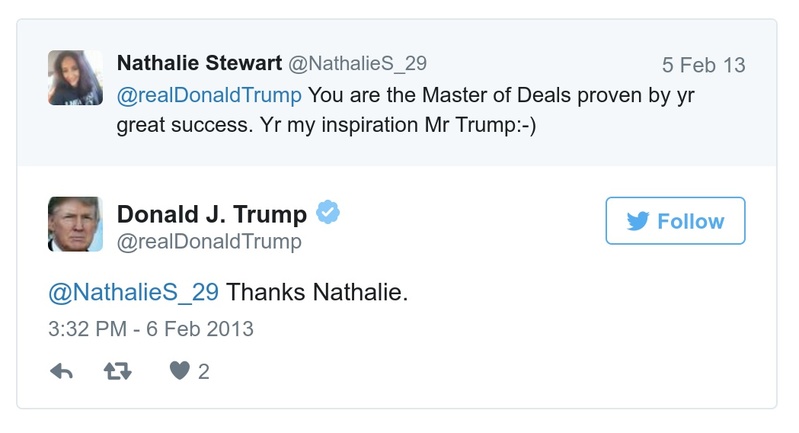 Nathalie Stewart @NathalieS_29 5 Feb 13
@realDonaldTrump You are the Master of Deals proven by yr
great success. Yr my inspiration Mr Trump:-)
Donald J. Trump
@realDonaldTrump
Follow
@NathalieS_29 Thanks Nathalie.
3:32 PM - 6 Feb 2013
2